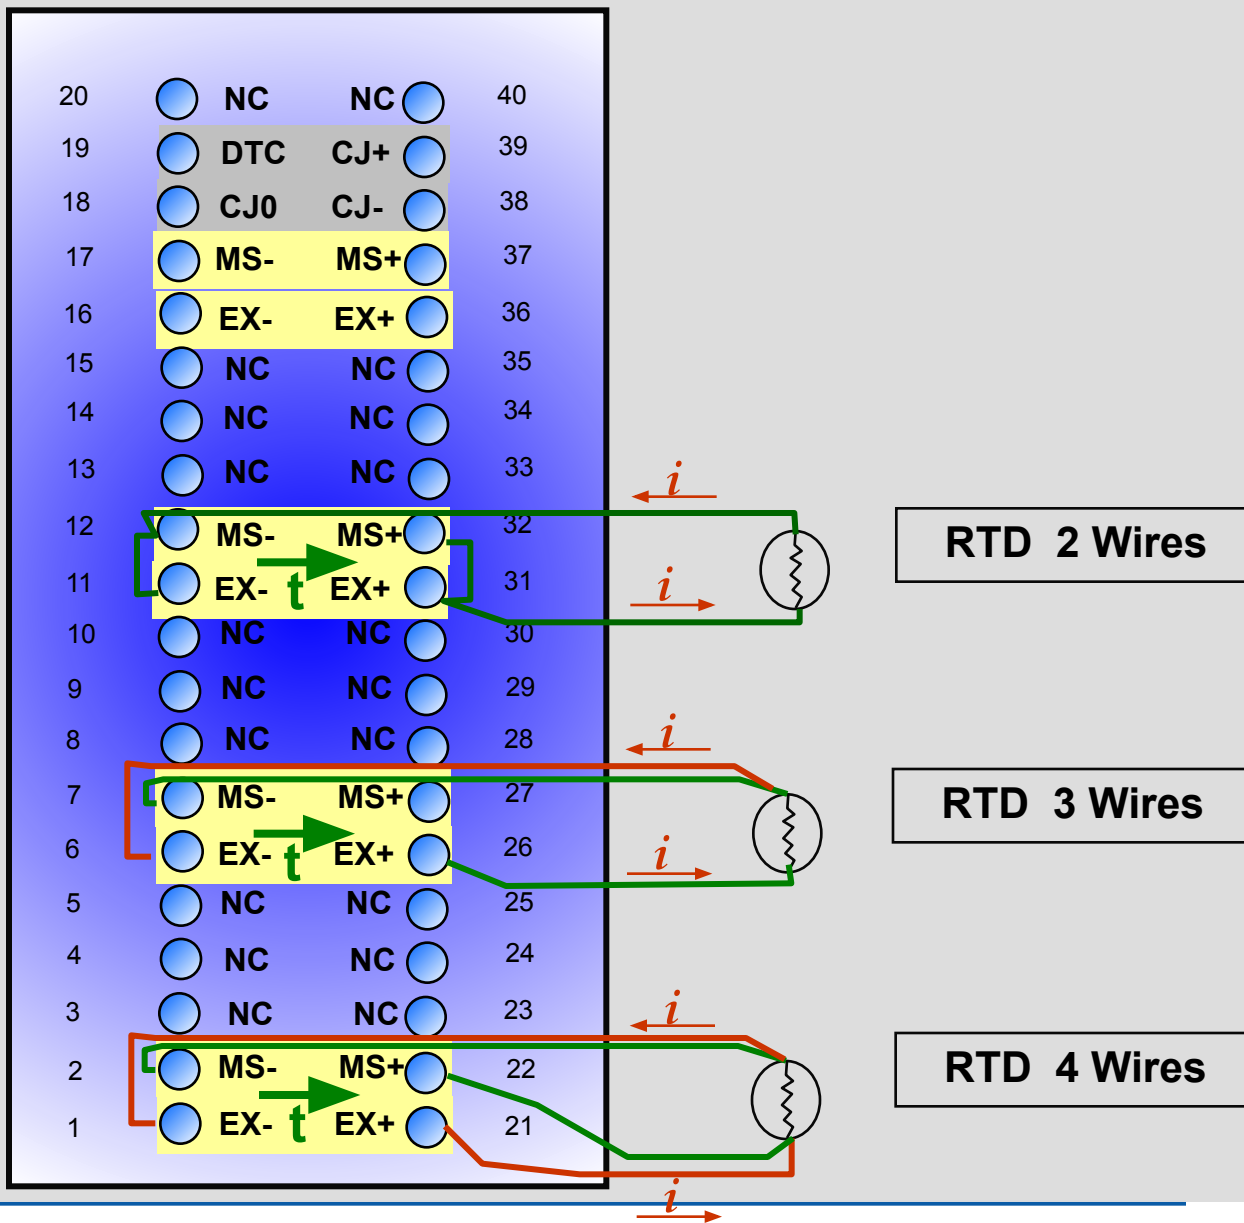 20 NC NC 40
19 DTC CJ+ 39
18 CJ0 CJ- 38
17 MS- MS+ 37
16 EX- EX+ 36
15 NC NC 35
14 NC NC 34
13 NC NC 33
i
12 MS- MS+ 32
t
RTD 2 Wires
11 EX- EX+ 31
i
10 NC NC 30
9 NC NC 29
8 NC NC 28
i
7 MS- MS+ 27
t
RTD 3 Wires
6 EX- EX+ 26
i
5 NC NC 25
4 NC NC 24
3 NC NC 23
i
2 MS- MS+ 22
t
RTD 4 Wires
1 EX- EX+ 21
i